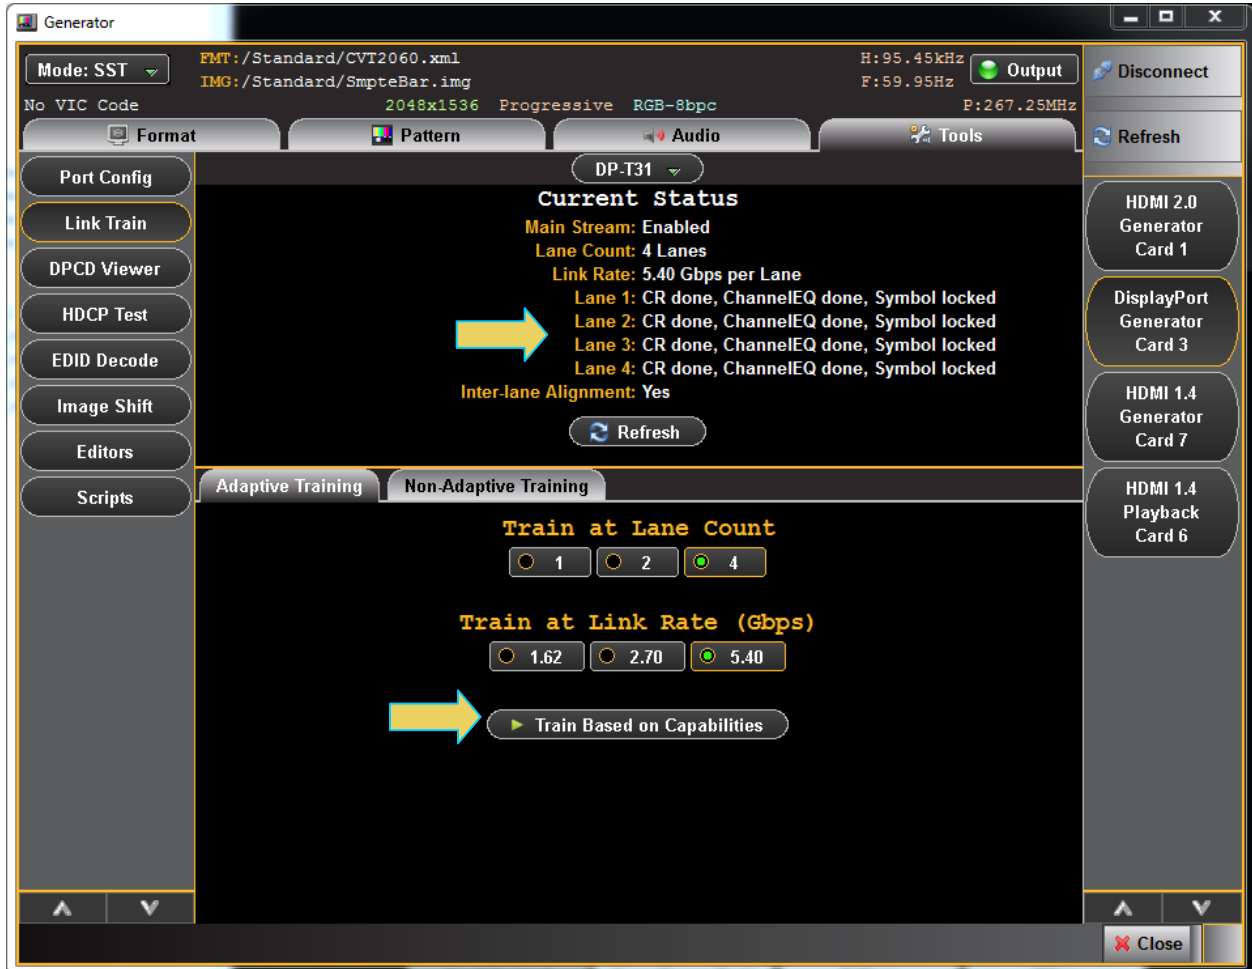 Generator
Mode: SST
FMT:/Standard/CVT2060.xml
IMG:/Standard/SmpteBar.img
H:95.45kHz
F:59.95Hz
Output
No VIC Code
2048x1536 Progressive RGB-8bpc
P:267.25MHz
Disconnect
Refresh
Format
Pattern
Audio
Tools
Port Config
Link Train
DPCD Viewer
HDCP Test
EDID Decode
Image Shift
Editors
Scripts
DP-T31
Current Status
Main Stream: Enabled
Lane Count: 4 Lanes
Link Rate: 5.40 Gbps per Lane
Lane 1: CR done, ChannelEQ done, Symbol locked
Lane 2: CR done, ChannelEQ done, Symbol locked
Lane 3: CR done, ChannelEQ done, Symbol locked
Lane 4: CR done, ChannelEQ done, Symbol locked
Inter-lane Alignment: Yes
Refresh
Adaptive Training
Non-Adaptive Training
Train at Lane Count
1
2
4
Train at Link Rate (Gbps)
1.62
2.70
5.40
Train Based on Capabilities
HDMI 2.0
Generator
Card 1
DisplayPort
Generator
Card 3
HDMI 1.4
Generator
Card 7
HDMI 1.4
Playback
Card 6
Close